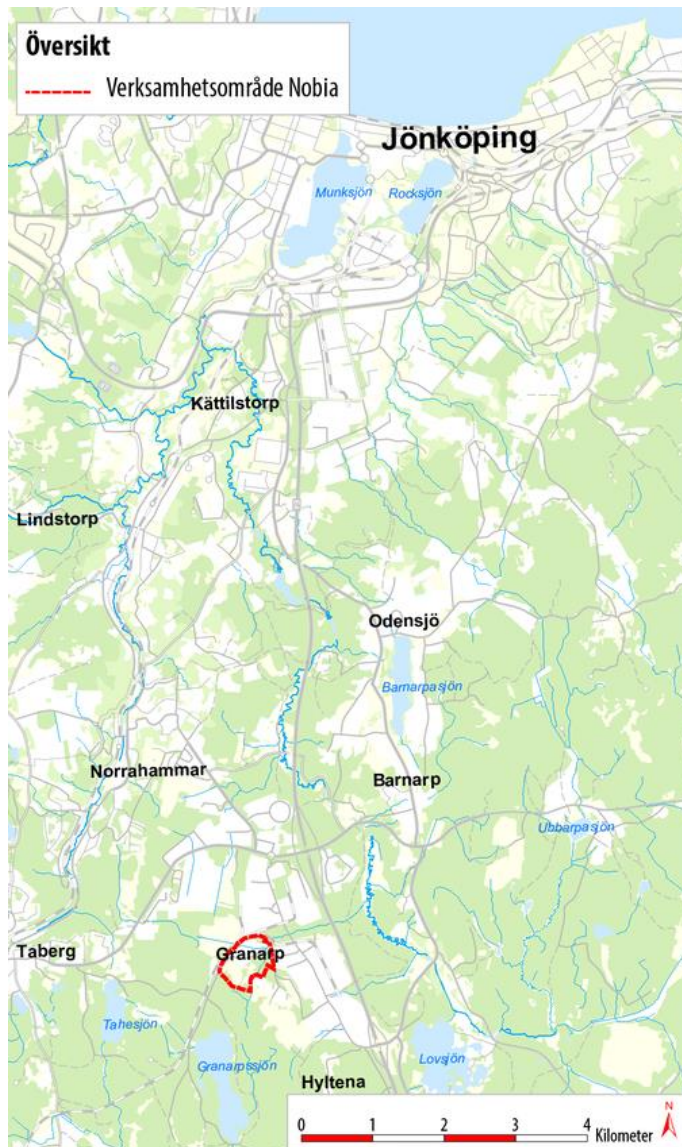 Översikt
Verksamhetsområde Nobia
Jönköping
Munksjön
Rocksjön
Kättilstorp
Lindstorp
Odensjö
Barnarpasjön
Norrahammar
Barnarp
Ubbarpasjön
Taberg
Granarp
Tahesjön
Granarpssjön
Lovsjön
Hyltena
N
0 1 2 3 4
Kilometer